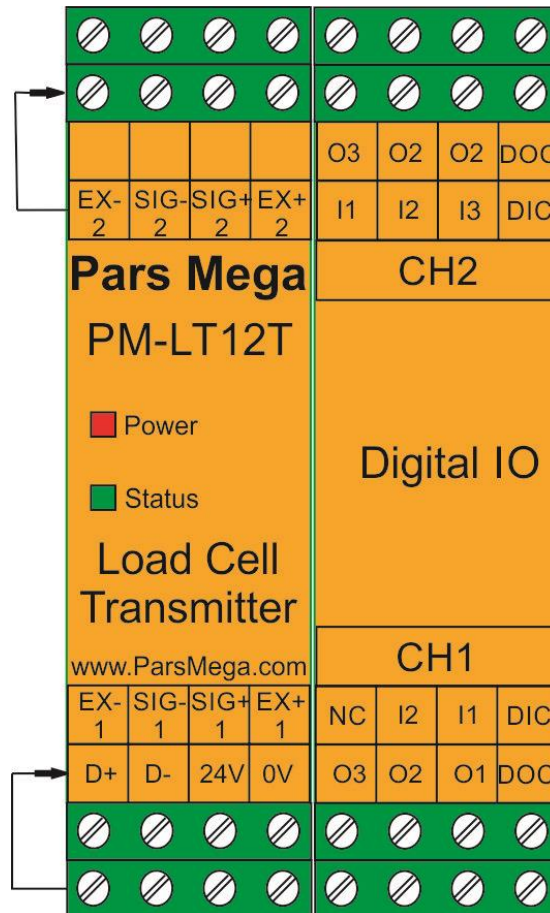 EX-2 SIG-2 SIG+2 EX+2
Pars Mega
PM-LT12T
Power
Status
Load Cell
Transmitter
www.ParsMega.com
EX-1 SIG-1 SIG+1 EX+1
D+ D- 24V 0V
O3 O2 O2 DOC
I1 I2 I3 DIC
CH2
Digital IO
CH1
NC I2 I1 DIC
O3 O2 O1 DOC